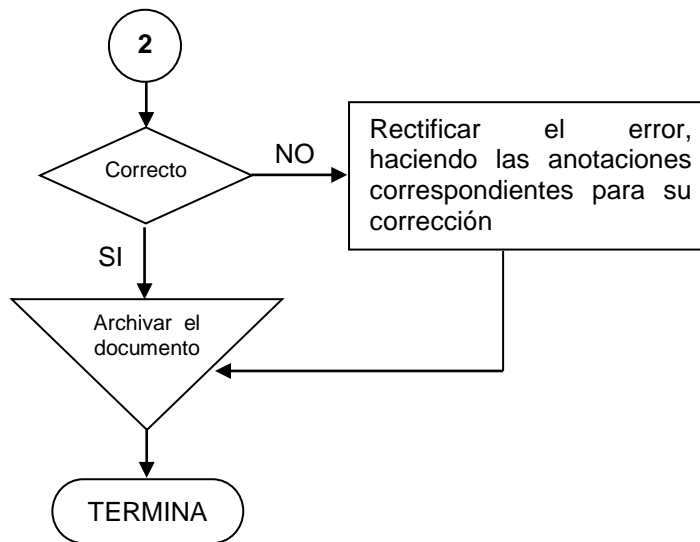 2
Correcto
NO
Rectificar el error,
haciendo las anotaciones
correspondientes para su
corrección
SI
Archivar el
documento
TERMINA